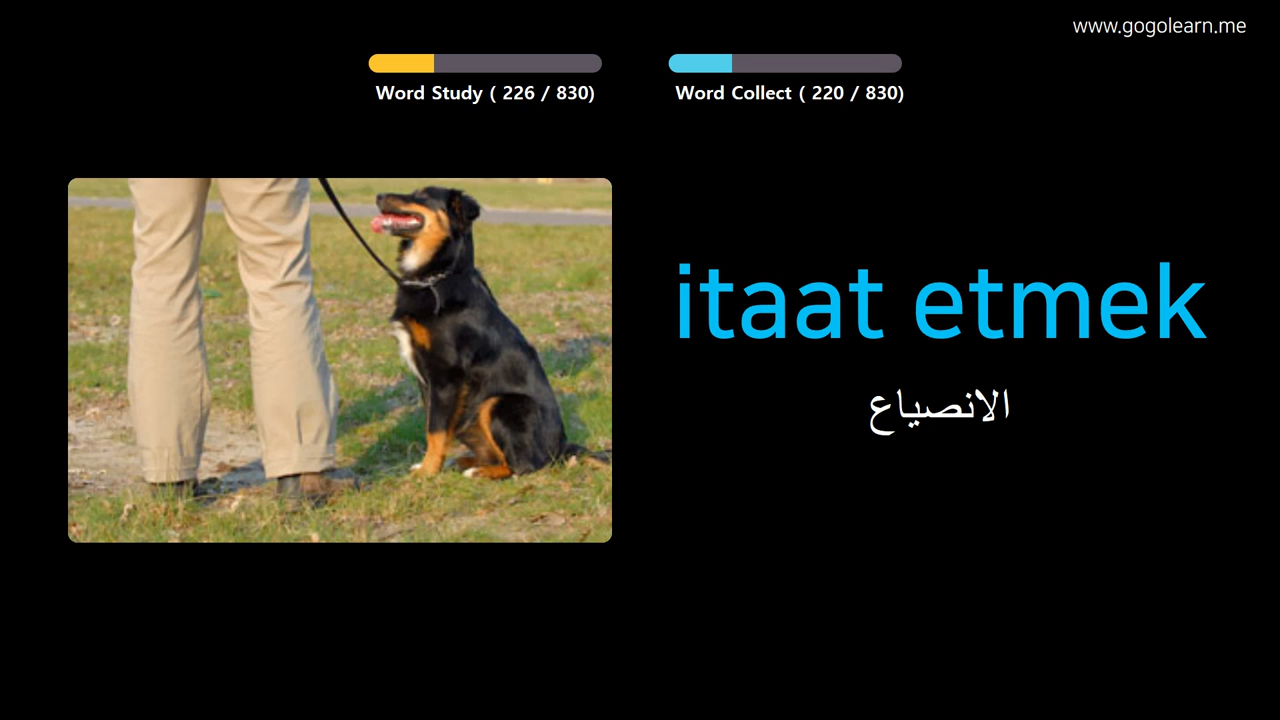 www.gogolearn.me
Word Study ( 226 / 830)
Word Collect ( 220 / 830)
itaat etmek
الانصياع